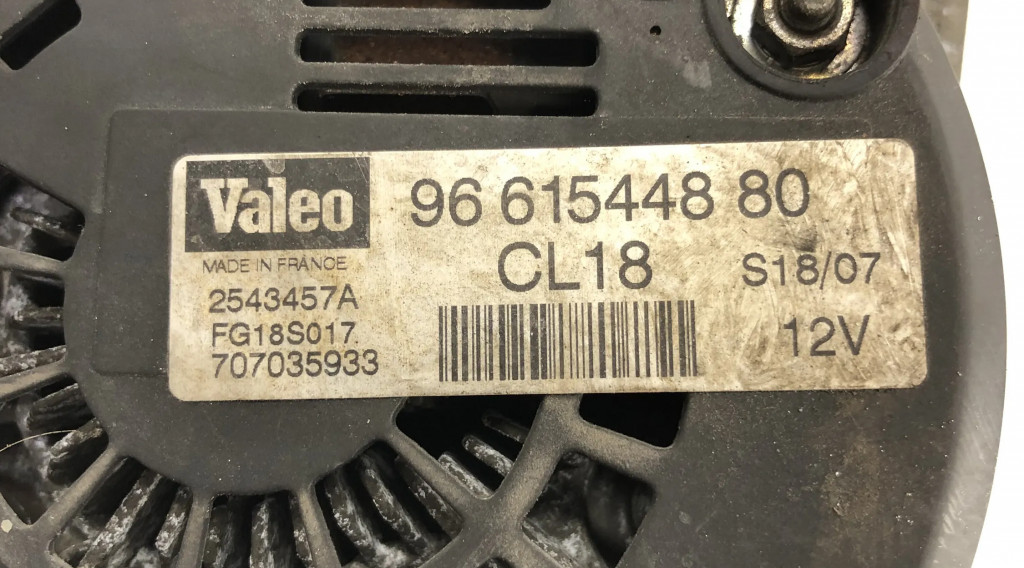 Valeo
MADE IN FRANCE
2543457A
FG18S017
707035933
96 615448 80
CL18
S18/07
12V